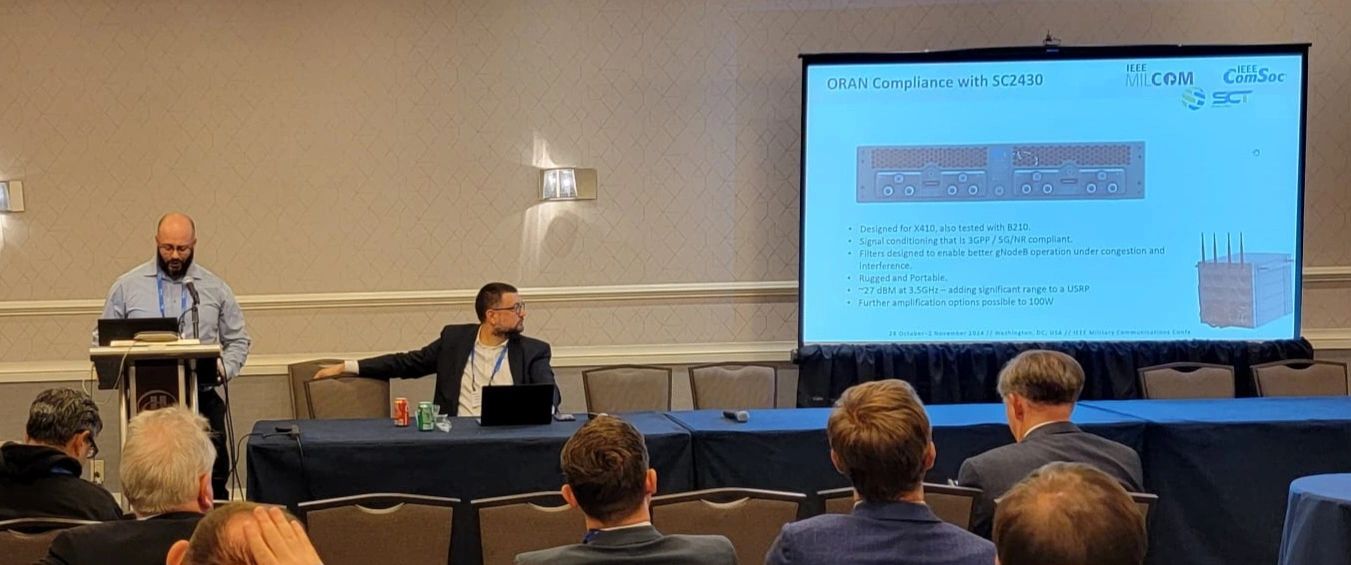 ORAN Compliance with SC2430
IEEE
MILCOM
IEEE
ComSoc
SCT
• Designed for X410, also tested with B210.
• Signal conditioning that is 3GPP / 5G/NR compliant.
• Filters designed to enable better gNodeB operation under congestion and
interference.
• Rugged and Portable.
• ~27 dBM at 3.5GHz – adding significant range to a USRP
• Further amplification options possible to 100W
28 October–2 November 2024 // Washington, DC, USA // IEEE Military Communications Confe